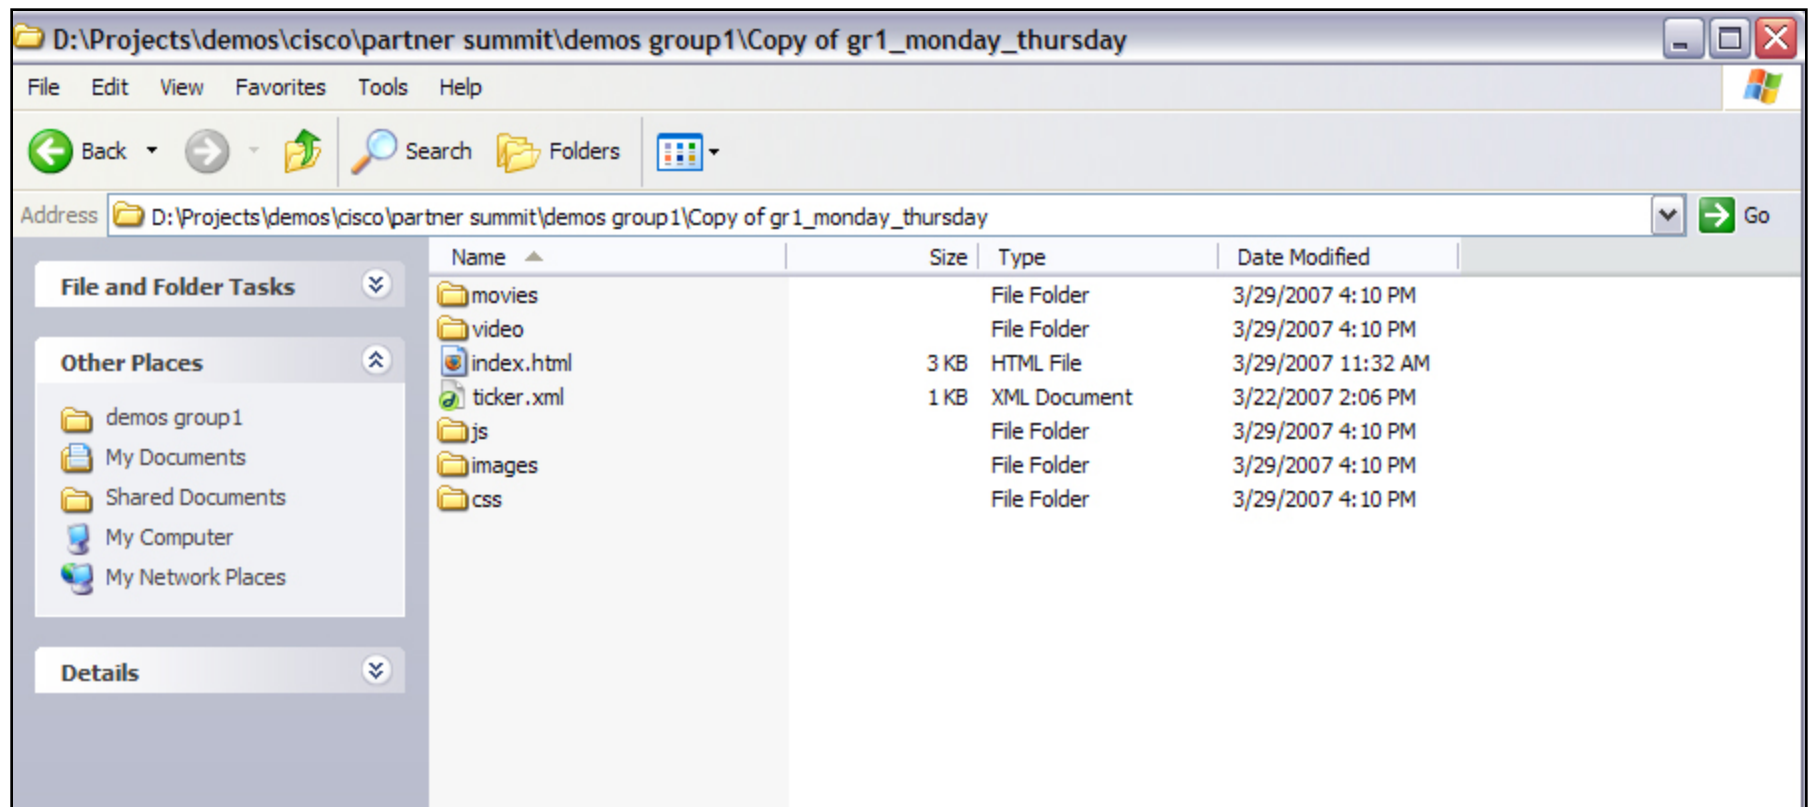 D:\Projects\demos\cisco\partner summit\demos group1\Copy of gr1_monday_thursday
File Edit View Favorites Tools Help
Back Search Folders
Address D:\Projects\demos\cisco\partner summit\demos group1\Copy of gr1_monday_thursday Go
Name Size Type Date Modified
File and Folder Tasks
Other Places
demos group1
My Documents
Shared Documents
My Computer
My Network Places
Details
movies File Folder 3/29/2007 4:10 PM
video File Folder 3/29/2007 4:10 PM
index.html 3 KB HTML File 3/29/2007 11:32 AM
ticker.xml 1 KB XML Document 3/22/2007 2:06 PM
js File Folder 3/29/2007 4:10 PM
images File Folder 3/29/2007 4:10 PM
css File Folder 3/29/2007 4:10 PM